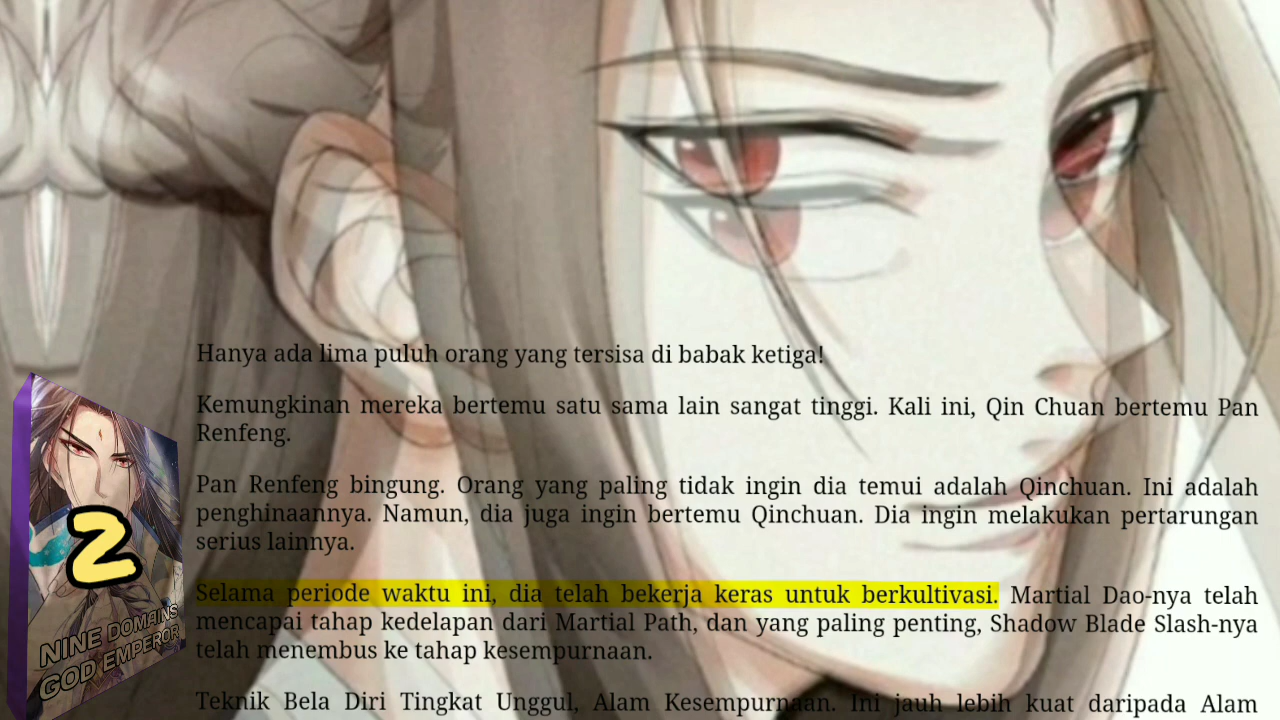 Hanya ada lima puluh orang yang tersisa di babak ketiga!
Kemungkinan mereka bertemu satu sama lain sangat tinggi. Kali ini, Qin Chuan bertemu Pan
Renfeng.
Pan Renfeng bingung. Orang yang paling tidak ingin dia temui adalah Qinchuan. Ini adalah
penghinaannya. Namun, dia juga ingin bertemu Qinchuan. Dia ingin melakukan pertarungan
serius lainnya.
Selama periode waktu ini, dia telah bekerja keras untuk berkultivasi. Martial Dao-nya telah
mencapai tahap kedelapan dari Martial Path, dan yang paling penting, Shadow Blade Slash-nya
telah menembus ke tahap kesempurnaan.
Teknik Bela Diri Tingkat Unggul, Alam Kesempurnaan. Ini jauh lebih kuat daripada Alam
2
NINE DOMAINS
GOD EMPEROR